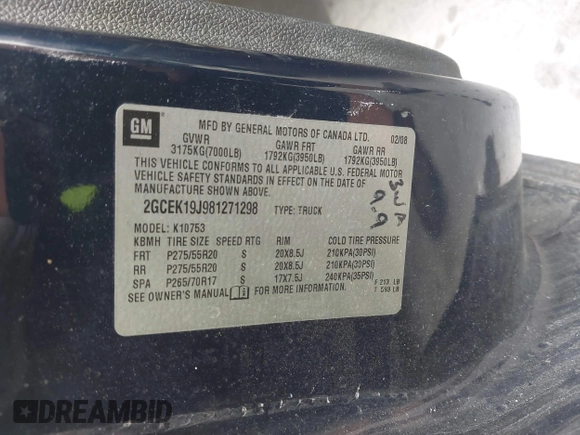 GM
MFD BY GENERAL MOTORS OF CANADA LTD. 02/08
GVWR GAWR FRT GAWR RR
3175KG(7000LB) 1792KG(3950LB) 1792KG(3950LB)
THIS VEHICLE CONFORMS TO ALL APPLICABLE U.S. FEDERAL MOTOR
VEHICLE SAFETY STANDARDS IN EFFECT ON THE DATE OF
MANUFACTURE SHOWN ABOVE.
2GCEK19J981271298 TYPE: TRUCK
3WA
9-9
MODEL: K10753
KBMH TIRE SIZE SPEED RTG RIM COLD TIRE PRESSURE
FRT P275/55R20 S 20X8.5J 210KPA(30PSI)
RR P275/55R20 S 20X8.5J 210KPA(30PSI)
SPA P265/70R17 S 17X7.5J 240KPA(35PSI)
SEE OWNER'S MANUAL FOR MORE INFORMATION.
DREAMBID